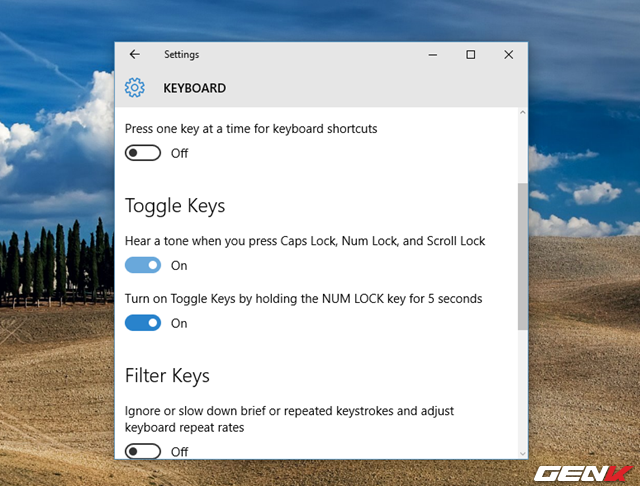 Settings
KEYBOARD
Press one key at a time for keyboard shortcuts
Off
Toggle Keys
Hear a tone when you press Caps Lock, Num Lock, and Scroll Lock
On
Turn on Toggle Keys by holding the NUM LOCK key for 5 seconds
On
Filter Keys
Ignore or slow down brief or repeated keystrokes and adjust
keyboard repeat rates
Off
GENK